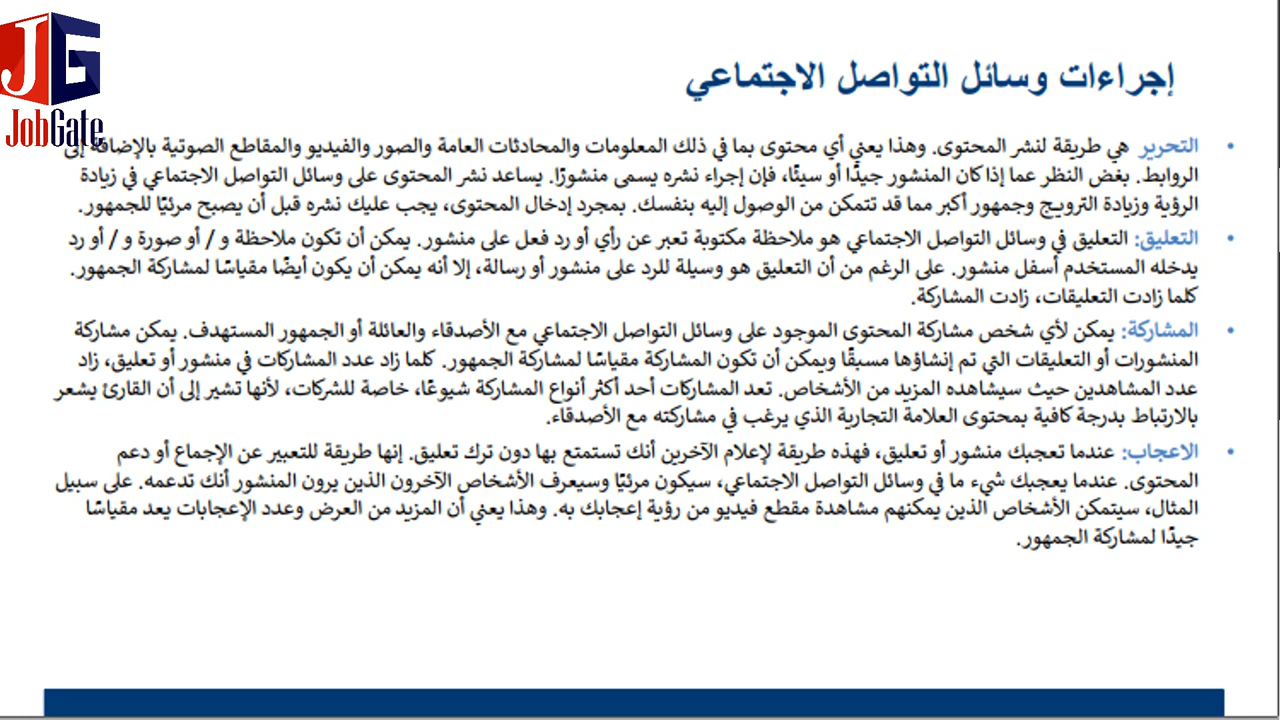 JG
JobGate
إجراءات وسائل التواصل الاجتماعي
• التحرير هي طريقة لنشر المحتوى. وهذا يعني أي محتوى بما في ذلك المعلومات والمحادثات العامة والصور والفيديو والمقاطع الصوتية بالإضافة إلى
الروابط. بغض النظر عما إذا كان المنشور جيدًا أو سيئًا، فإن إجراء نشره يسمى منشورًا. يساعد نشر المحتوى على وسائل التواصل الاجتماعي في زيادة
الرؤية وزيادة الترويج وجمهور أكبر مما قد تتمكن من الوصول إليه بنفسك. بمجرد إدخال المحتوى، يجب عليك نشره قبل أن يصبح مرئيًا للجمهور.
• التعليق: التعليق في وسائل التواصل الاجتماعي هو ملاحظة مكتوبة تعبر عن رأي أو رد فعل على منشور. يمكن أن تكون ملاحظة و / أو صورة و / أو رد
يدخله المستخدم أسفل منشور. على الرغم من أن التعليق هو وسيلة للرد على منشور أو رسالة، إلا أنه يمكن أن يكون أيضًا مقياسًا لمشاركة الجمهور.
كلما زادت التعليقات، زادت المشاركة.
• المشاركة: يمكن لأي شخص مشاركة المحتوى الموجود على وسائل التواصل الاجتماعي مع الأصدقاء والعائلة أو الجمهور المستهدف. يمكن مشاركة
المنشورات أو التعليقات التي تم إنشاؤها مسبقًا ويمكن أن تكون المشاركة مقياسًا لمشاركة الجمهور. كلما زاد عدد المشاركات في منشور أو تعليق، زاد
عدد المشاهدين حيث سيشاهده المزيد من الأشخاص. تعد المشاركات أحد أكثر أنواع المشاركة شيوعًا، خاصة للشركات، لأنها تشير إلى أن القارئ يشعر
بالارتباط بدرجة كافية بمحتوى العلامة التجارية الذي يرغب في مشاركته مع الأصدقاء.
• الاعجاب: عندما تعجبك منشور أو تعليق، فهذه طريقة لإعلام الآخرين أنك تستمتع بها دون ترك تعليق. إنها طريقة للتعبير عن الإجماع أو دعم
المحتوى. عندما يعجبك شيء ما في وسائل التواصل الاجتماعي، سيكون مرئيًا وسيعرف الأشخاص الآخرون الذين يرون المنشور أنك تدعمه. على سبيل
المثال، سيتمكن الأشخاص الذين يمكنهم مشاهدة مقطع فيديو من رؤية إعجابك به. وهذا يعني أن المزيد من العرض وعدد الإعجابات يعد مقياسًا
جيدًا لمشاركة الجمهور.